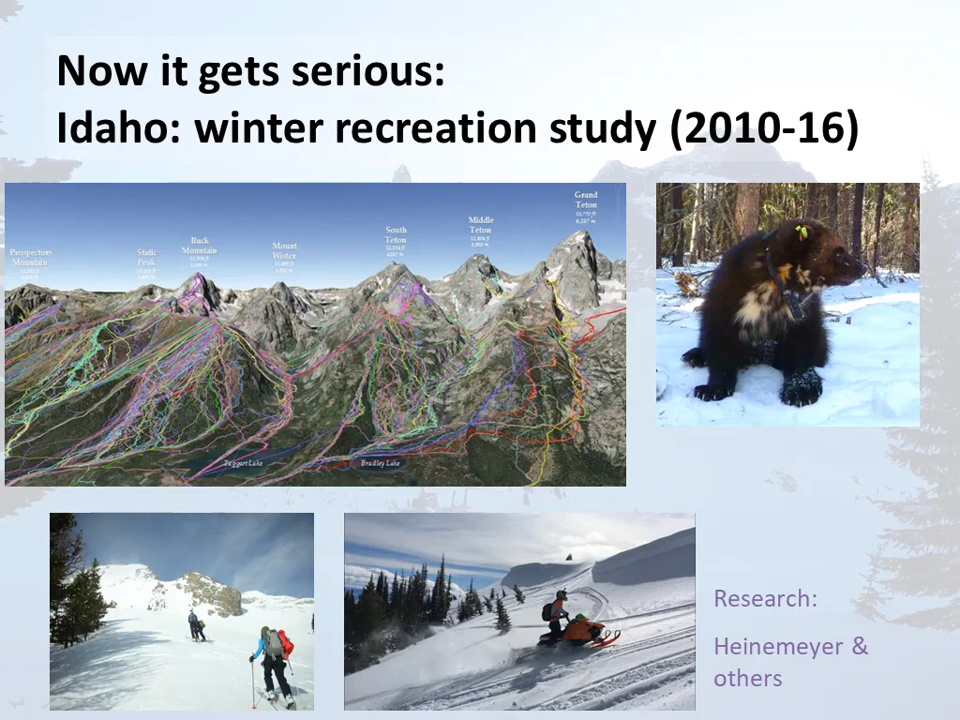 Now it gets serious:
Idaho: winter recreation study (2010-16)
Prospectors
Mountain
Static
Peak
Buck
Mountain
Mount
Wister
South
Teton
Middle
Teton
Grand
Teton
Taggart Lake
Bradley Lake
Research:
Heinemeyer &
others